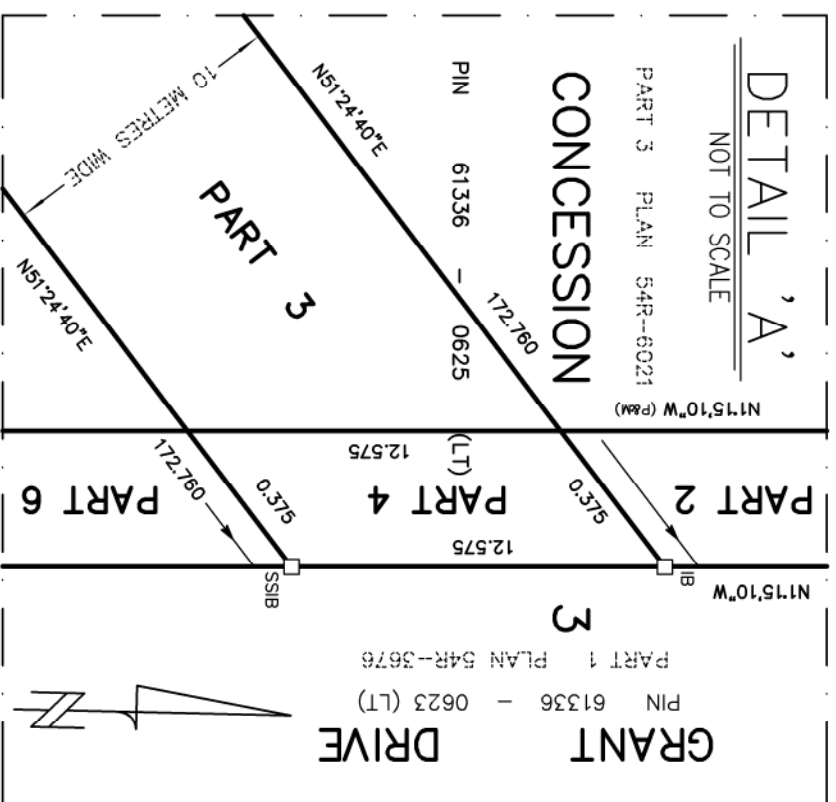 DETAIL 'A'
NOT TO SCALE
PART 3 PLAN 54R-6021
CONCESSION
PIN 61336 - 0625 (LT)
N51°24'40"E
10 METRES WIDE
PART 3
N51°24'40"E
172.760
172.760
0.375
0.375
N1°15'10"W (P&M)
12.575
12.575
PART 2
PART 4
PART 6
IB
SSIB
N1°15'10"W
3
PART 1 PLAN 54R-3676
PIN 61336 - 0623 (LT)
GRANT DRIVE
N